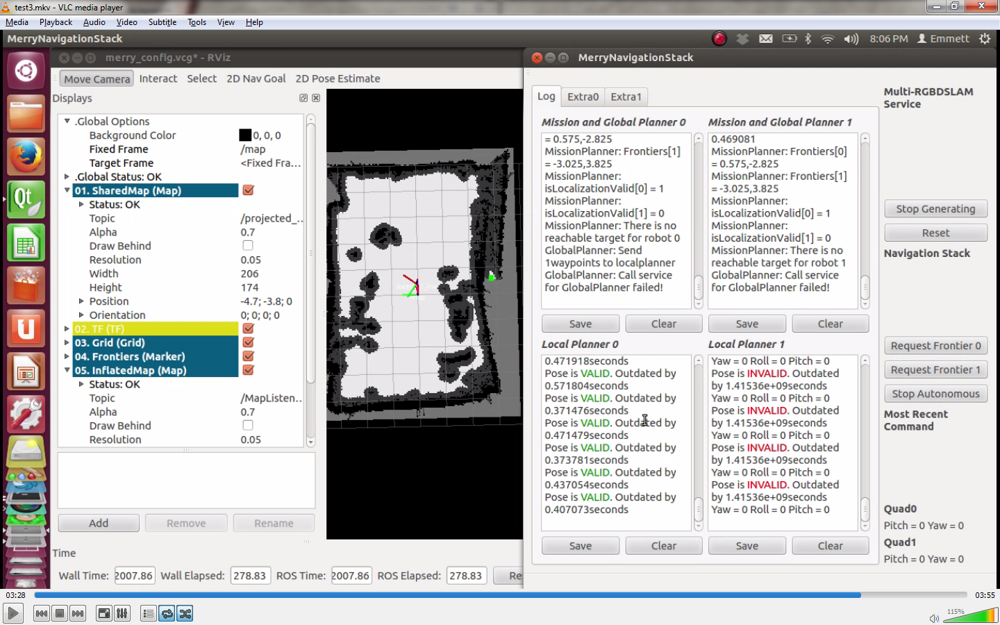 test3.mkv - VLC media player
Media Playback Audio Video Subtitle Tools View Help
MerryNavigationStack
8:06 PM Emmett
merry_config.vcg* - RViz
Move Camera Interact Select 2D Nav Goal 2D Pose Estimate
Displays
.Global Options
Background Color 0, 0, 0
Fixed Frame /map
Target Frame <Fixed Fra...
.Global Status: OK
01. SharedMap (Map)
Status: OK
Topic /projected_...
Alpha 0.7
Draw Behind
Resolution 0.05
Width 206
Height 174
Position -4.7; -3.8; 0
Orientation 0; 0; 0; 0
02. TF (TF)
03. Grid (Grid)
04. Frontiers (Marker)
05. InflatedMap (Map)
Status: OK
Topic /MapListen...
Alpha 0.7
Draw Behind
Resolution 0.05
Add Remove Rename
Time
Wall Time: 2007.86 Wall Elapsed: 278.83 ROS Time: 2007.86 ROS Elapsed: 278.83 Re
MerryNavigationStack
Log Extra0 Extra1
Mission and Global Planner 0
= 0.575,-2.825
MissionPlanner: Frontiers[1]
= -3.025,3.825
MissionPlanner:
isLocalizationValid[0] = 1
MissionPlanner:
isLocalizationValid[1] = 0
MissionPlanner: There is no
reachable target for robot 0
GlobalPlanner: Send
1waypoints to localplanner
GlobalPlanner: Call service
for GlobalPlanner failed!
Save Clear
Mission and Global Planner 1
0.469081
MissionPlanner: Frontiers[0]
= 0.575,-2.825
MissionPlanner: Frontiers[1]
= -3.025,3.825
MissionPlanner:
isLocalizationValid[0] = 1
MissionPlanner:
isLocalizationValid[1] = 0
MissionPlanner: There is no
reachable target for robot 1
GlobalPlanner: Call service
for GlobalPlanner failed!
Save Clear
Local Planner 0
0.471918seconds
Pose is VALID. Outdated by
0.571804seconds
Pose is VALID. Outdated by
0.371476seconds
Pose is VALID. Outdated by
0.471479seconds
Pose is VALID. Outdated by
0.373781seconds
Pose is VALID. Outdated by
0.437054seconds
Pose is VALID. Outdated by
0.407073seconds
Save Clear
Local Planner 1
Yaw = 0 Roll = 0 Pitch = 0
Pose is INVALID. Outdated
by 1.41536e+09seconds
Yaw = 0 Roll = 0 Pitch = 0
Pose is INVALID. Outdated
by 1.41536e+09seconds
Yaw = 0 Roll = 0 Pitch = 0
Pose is INVALID. Outdated
by 1.41536e+09seconds
Yaw = 0 Roll = 0 Pitch = 0
Pose is INVALID. Outdated
by 1.41536e+09seconds
Yaw = 0 Roll = 0 Pitch = 0
Save Clear
Multi-RGBDSLAM
Service
Stop Generating
Reset
Navigation Stack
Request Frontier 0
Request Frontier 1
Stop Autonomous
Most Recent
Command
Quad0
Pitch = 0 Yaw = 0
Quad1
Pitch = 0 Yaw = 0
03:28 03:55
115%